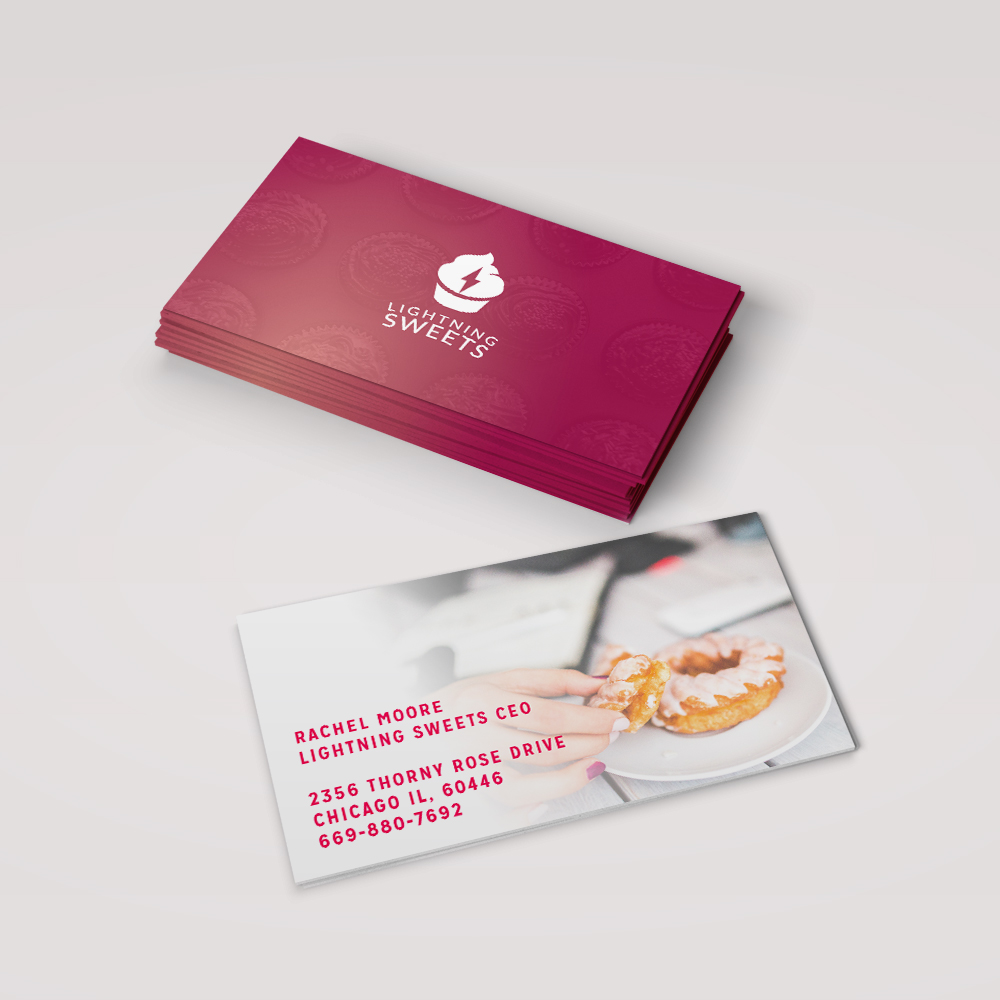 LIGHTNING
SWEETS
RACHEL MOORE
LIGHTNING SWEETS CEO
2356 THORNY ROSE DRIVE
CHICAGO IL, 60446
669-880-7692